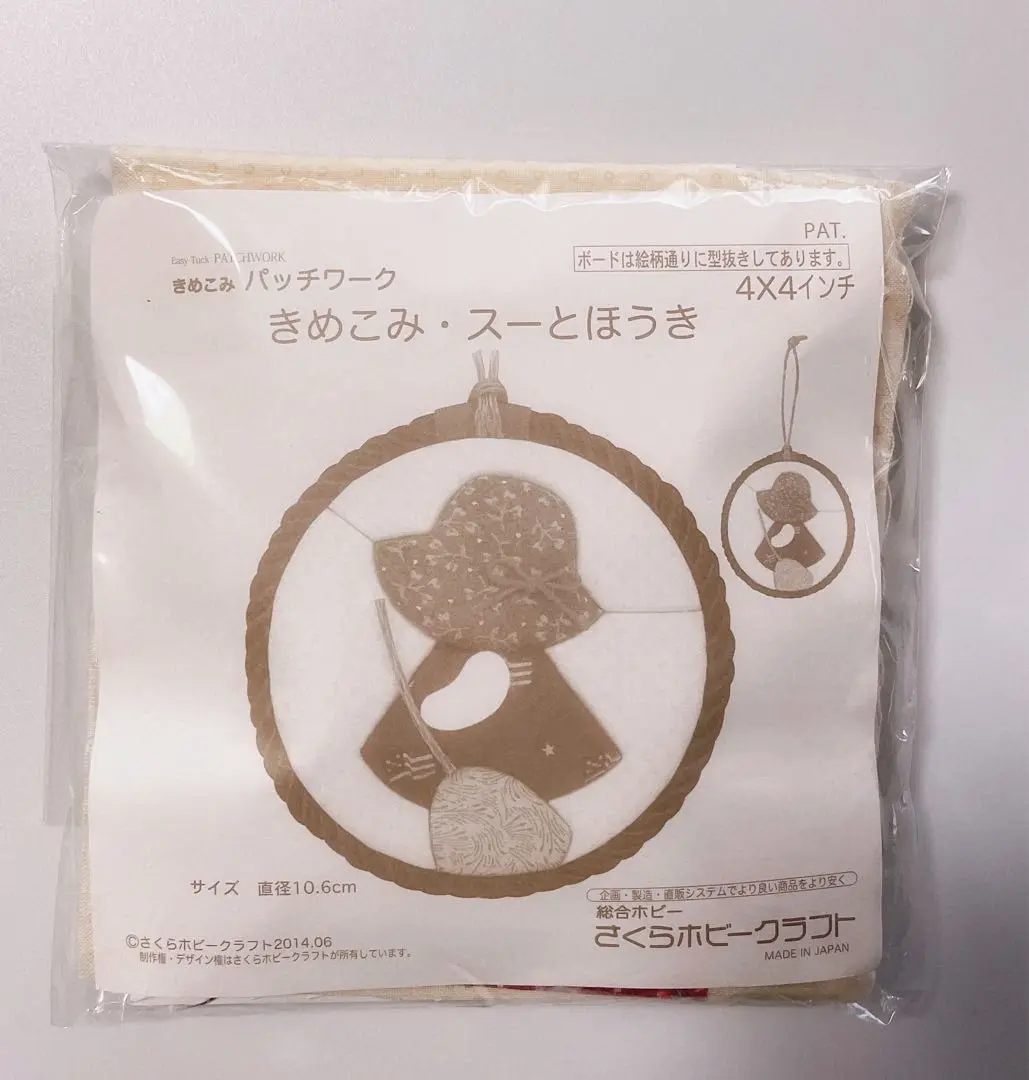 PAT.
Easy Tuck PATCHWORK
ボードは絵柄通りに型抜きしてあります。
きめこみ パッチワーク
4X4インチ
きめこみ・スーとほうき
サイズ 直径10.6cm
企画・製造・直販システムでより良い商品をより安く
総合ホビー
さくらホビークラフト
MADE IN JAPAN
©さくらホビークラフト2014.06
制作権・デザイン権はさくらホビークラフトが所有しています。